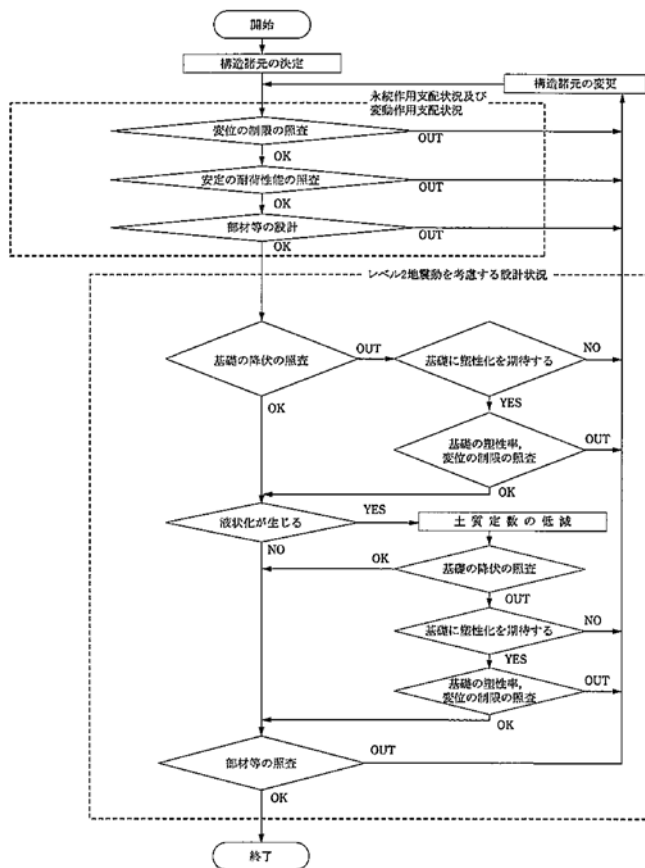 開始
構造諸元の決定
構造諸元の変更
永続作用支配状況及び
変動作用支配状況
変位の制限の照査
OUT
OK
安定の耐荷性能の照査
OUT
OK
部材等の設計
OUT
OK
レベル2地震動を考慮する設計状況
基礎の降伏の照査
OUT
基礎に塑性化を期待する
NO
OK
YES
基礎の塑性率,
変位の制限の照査
OUT
OK
液状化が生じる
YES
土質定数の低減
NO
OK
基礎の降伏の照査
OUT
基礎に塑性化を期待する
NO
YES
基礎の塑性率,
変位の制限の照査
OUT
OK
部材等の照査
OUT
OK
終了